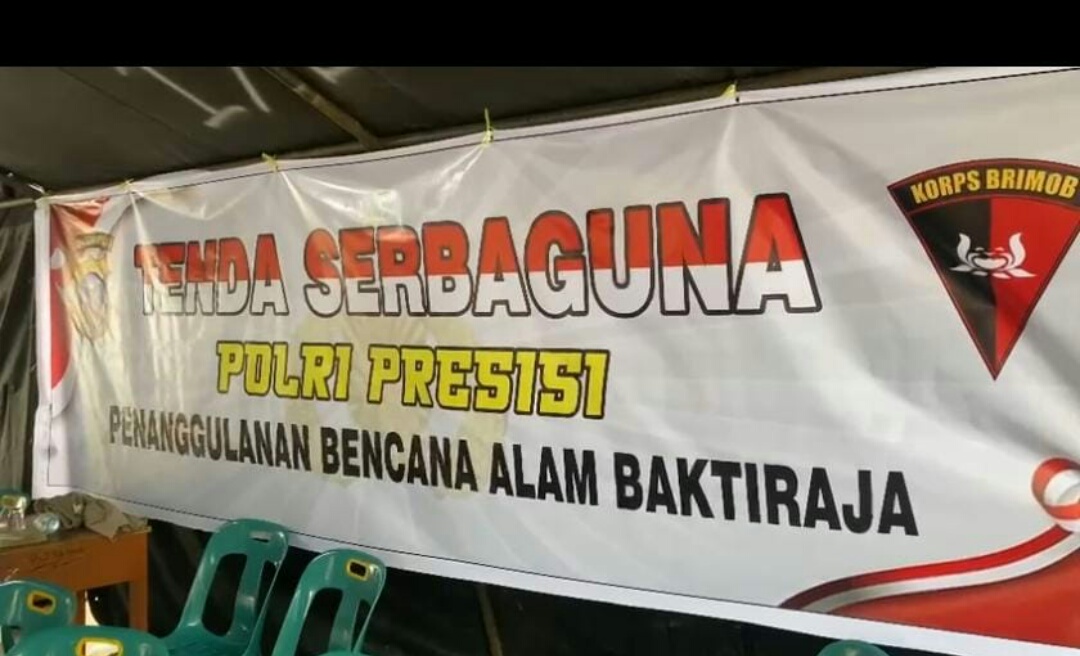 TENDA SERBAGUNA
KORPS BRIMOB
POLRI PRESISI
PENANGGULANAN BENCANA ALAM BAKTIRAJA